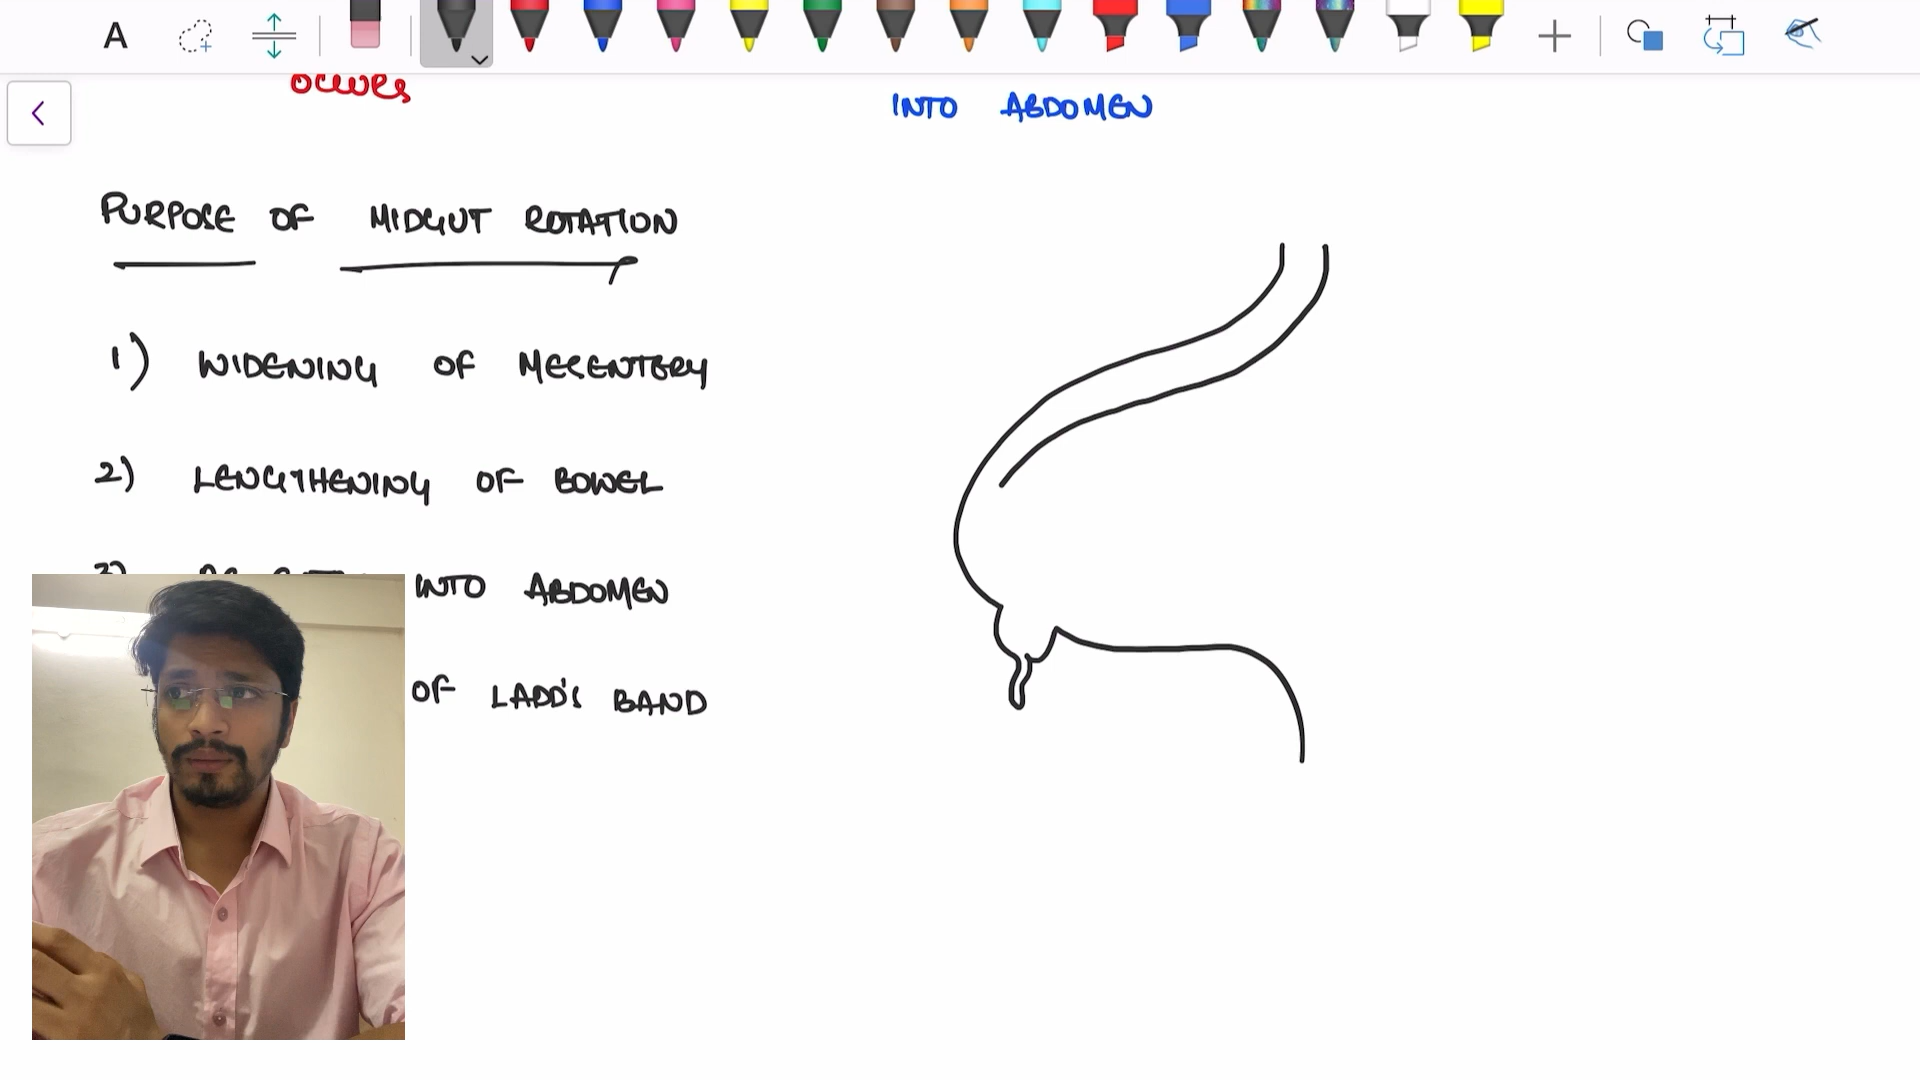 A
occurs
INTO ABDOMEN
PURPOSE OF MIDGUT ROTATION
1) WIDENING OF MESENTERY
2) LENGTHENING OF BOWEL
INTO ABDOMEN
OF LADD'S BAND